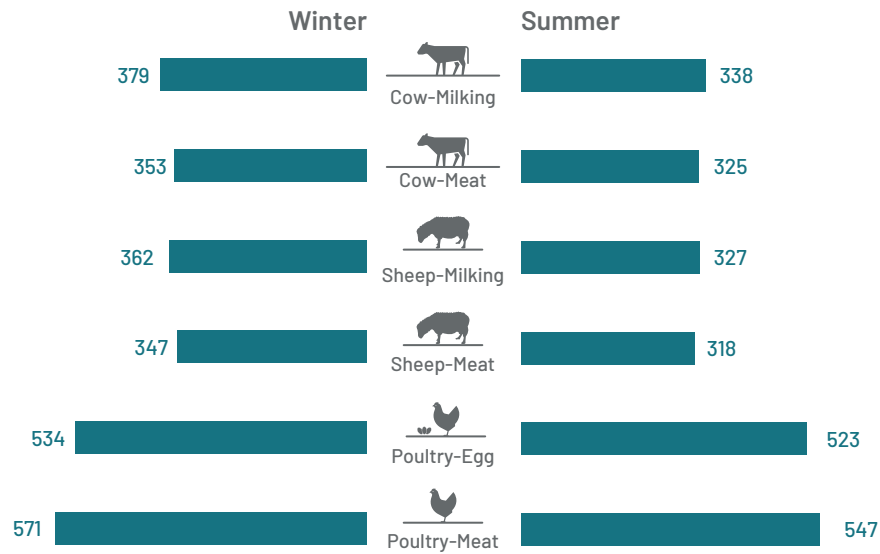 Winter Summer
379 338
Cow-Milking
353 325
Cow-Meat
362 327
Sheep-Milking
347 318
Sheep-Meat
534 523
Poultry-Egg
571 547
Poultry-Meat